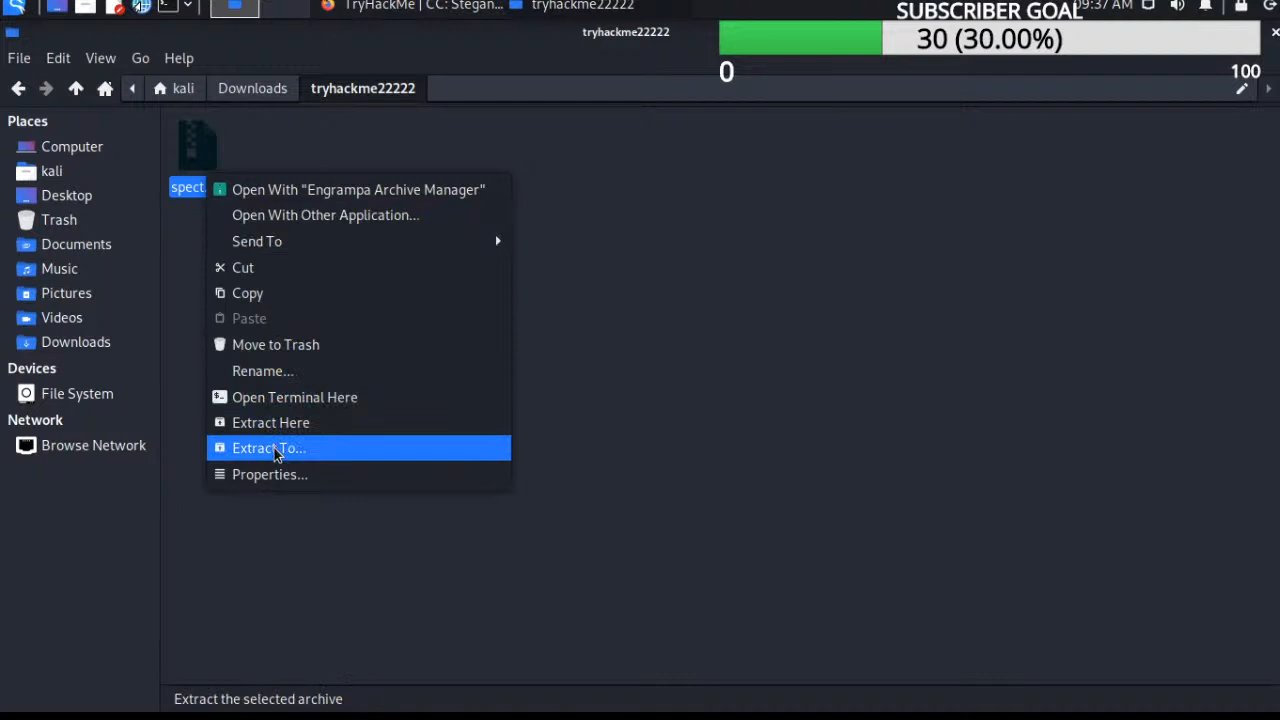 TryHackMe | CC: Stegan...
tryhackme22222
SUBSCRIBER GOAL
09:37 AM
tryhackme22222
30 (30.00%)
0
100
File Edit View Go Help
kali Downloads tryhackme22222
Places
Computer
kali
Desktop
Trash
Documents
Music
Pictures
Videos
Downloads
Devices
File System
Network
Browse Network
spect
Open With "Engrampa Archive Manager"
Open With Other Application...
Send To
Cut
Copy
Paste
Move to Trash
Rename...
Open Terminal Here
Extract Here
Extract To...
Properties...
Extract the selected archive